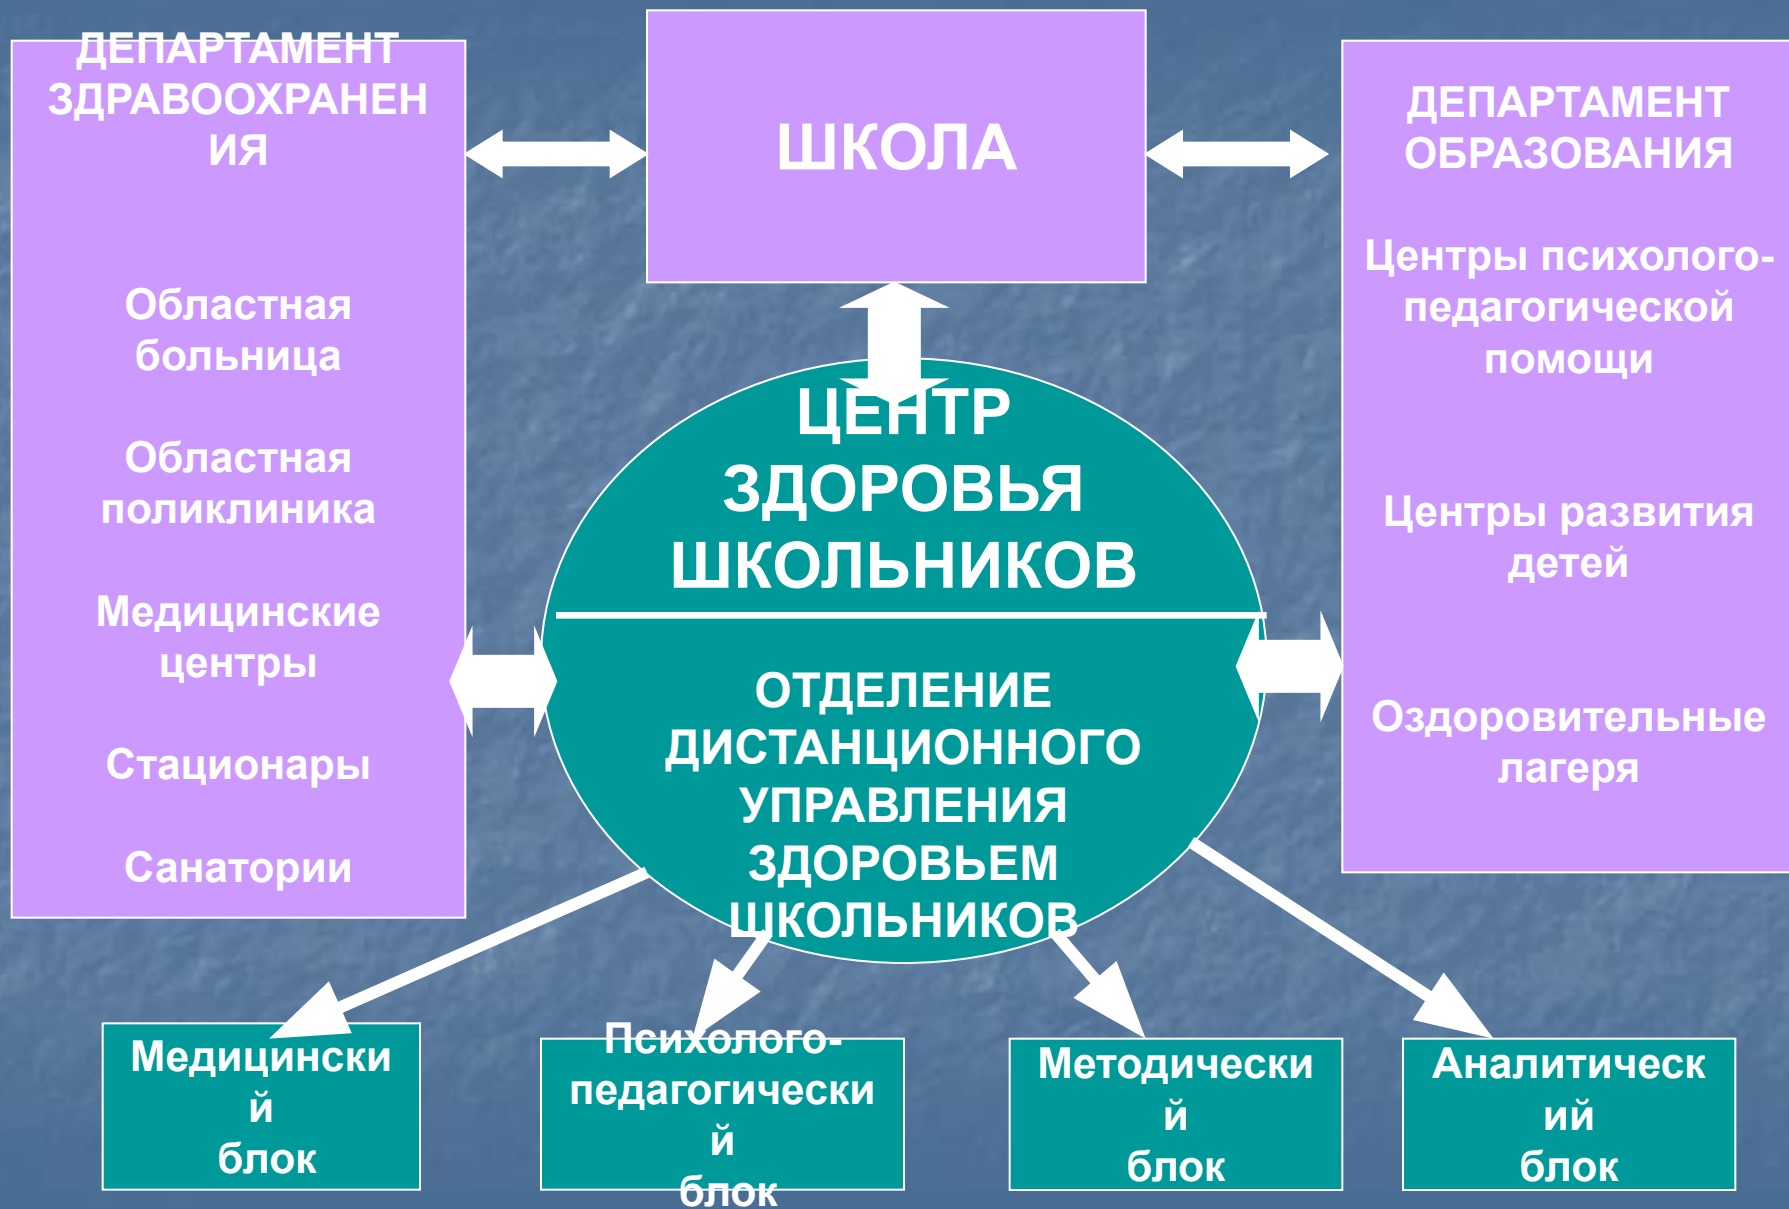 ДЕПАРТАМЕНТ
ЗДРАВООХРАНЕН
ИЯ
Областная
больница
Областная
поликлиника
Медицинские
центры
Стационары
Санатории
ШКОЛА
ДЕПАРТАМЕНТ
ОБРАЗОВАНИЯ
Центры психолого-
педагогической
помощи
Центры развития
детей
Оздоровительные
лагеря
ЦЕНТР
ЗДОРОВЬЯ
ШКОЛЬНИКОВ
ОТДЕЛЕНИЕ
ДИСТАНЦИОННОГО
УПРАВЛЕНИЯ
ЗДОРОВЬЕМ
ШКОЛЬНИКОВ
Медицински
й
блок
Психолого-
педагогически
й
блок
Методически
й
блок
Аналитическ
ий
блок